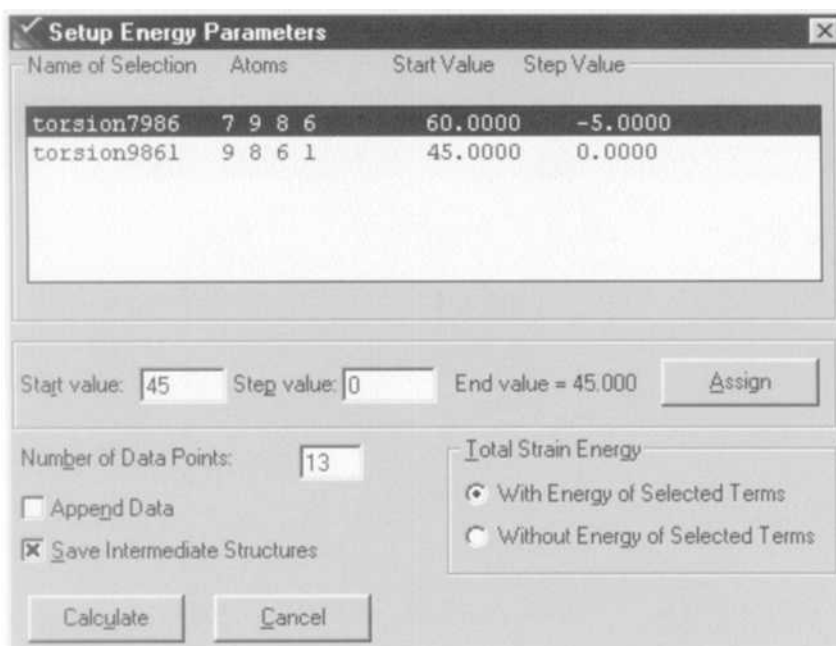 Setup Energy Parameters
Name of Selection Atoms Start Value Step Value
torsion7986 7 9 8 6 60.0000 -5.0000
torsion9861 9 8 6 1 45.0000 0.0000
Start value: 45 Step value: 0 End value = 45.000 Assign
Number of Data Points: 13
Total Strain Energy
Append Data
With Energy of Selected Terms
Save Intermediate Structures
Without Energy of Selected Terms
Calculate Cancel